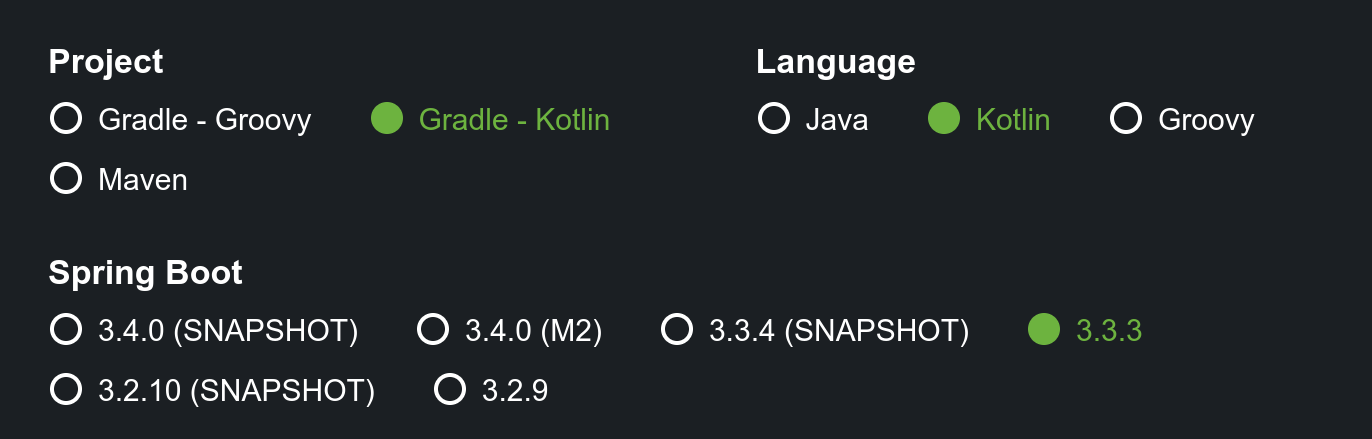 Project
Gradle - Groovy Gradle - Kotlin
Maven
Language
Java Kotlin Groovy
Spring Boot
3.4.0 (SNAPSHOT) 3.4.0 (M2) 3.3.4 (SNAPSHOT) 3.3.3
3.2.10 (SNAPSHOT) 3.2.9